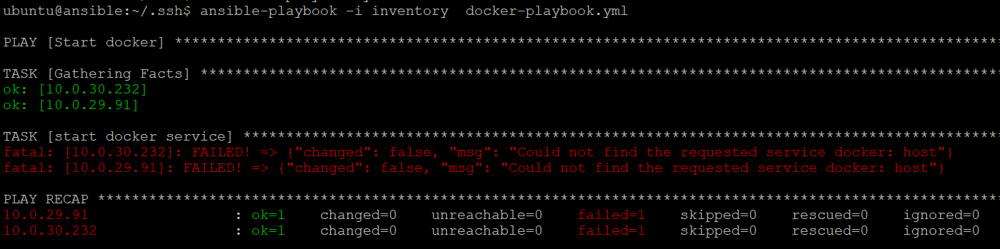 ubuntu@ansible:~/.ssh$ ansible-playbook -i inventory  docker-playbook.yml
PLAY [Start docker] ************************************************************************************************
TASK [Gathering Facts] *********************************************************************************************
ok: [10.0.30.232]
ok: [10.0.29.91]
TASK [start docker service] ****************************************************************************************
fatal: [10.0.30.232]: FAILED! => {"changed": false, "msg": "Could not find the requested service docker: host"}
fatal: [10.0.29.91]: FAILED! => {"changed": false, "msg": "Could not find the requested service docker: host"}
PLAY RECAP *********************************************************************************************************
10.0.29.91                 : ok=1    changed=0    unreachable=0    failed=1    skipped=0    rescued=0    ignored=0
10.0.30.232                : ok=1    changed=0    unreachable=0    failed=1    skipped=0    rescued=0    ignored=0